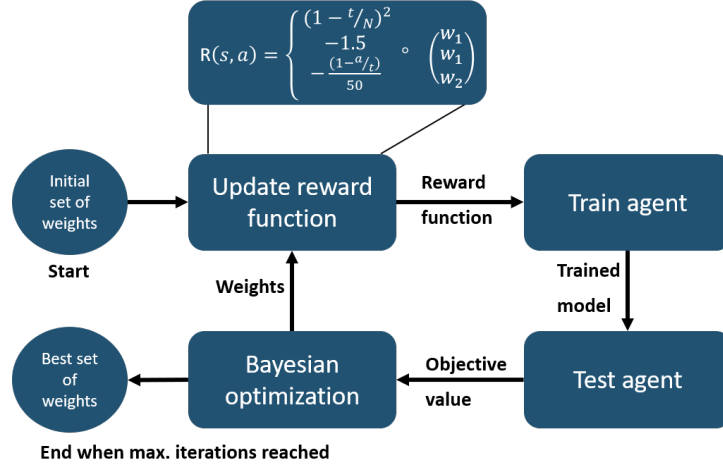 (1 − t/N)²
R(s, a) = { −1.5 ∘ (w₁ w₁ w₂)
− (1−a/t)/50
Initial
set of
weights
Start
Update reward
function
Reward
function
Train agent
Weights
Trained
model
Best set
of
weights
Bayesian
optimization
Objective
value
Test agent
End when max. iterations reached